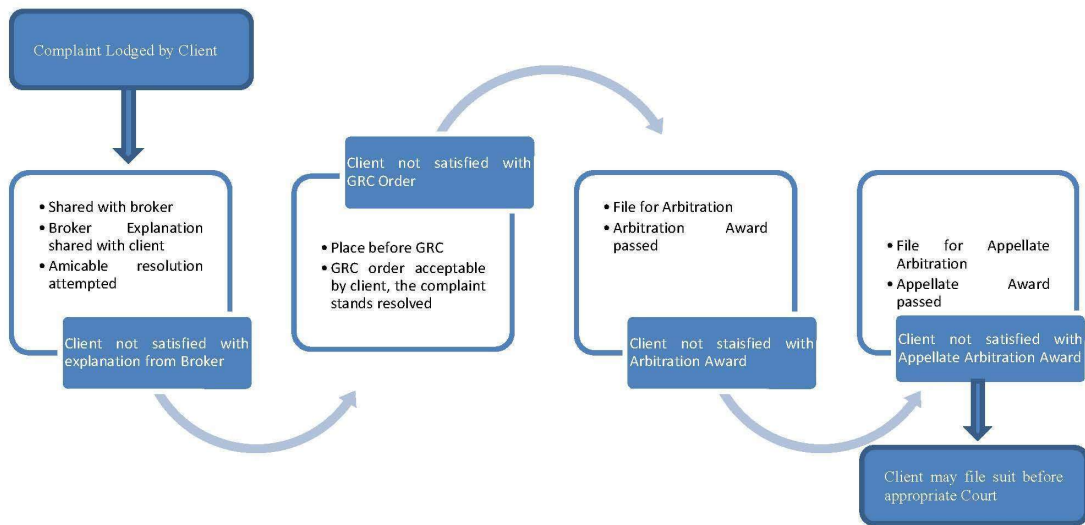 Complaint Lodged by Client
• Shared with broker
• Broker Explanation
shared with client
• Amicable resolution
attempted
Client not satisfied with
explanation from Broker
Client not satisfied with
GRC Order
• Place before GRC
• GRC order acceptable
by client, the complaint
stands resolved
• File for Arbitration
• Arbitration Award
passed
Client not staisfied with
Arbitration Award
• File for Appellate
Arbitration
• Appellate Award
passed
Client not satisfied with
Appellate Arbitration Award
Client may file suit before
appropriate Court